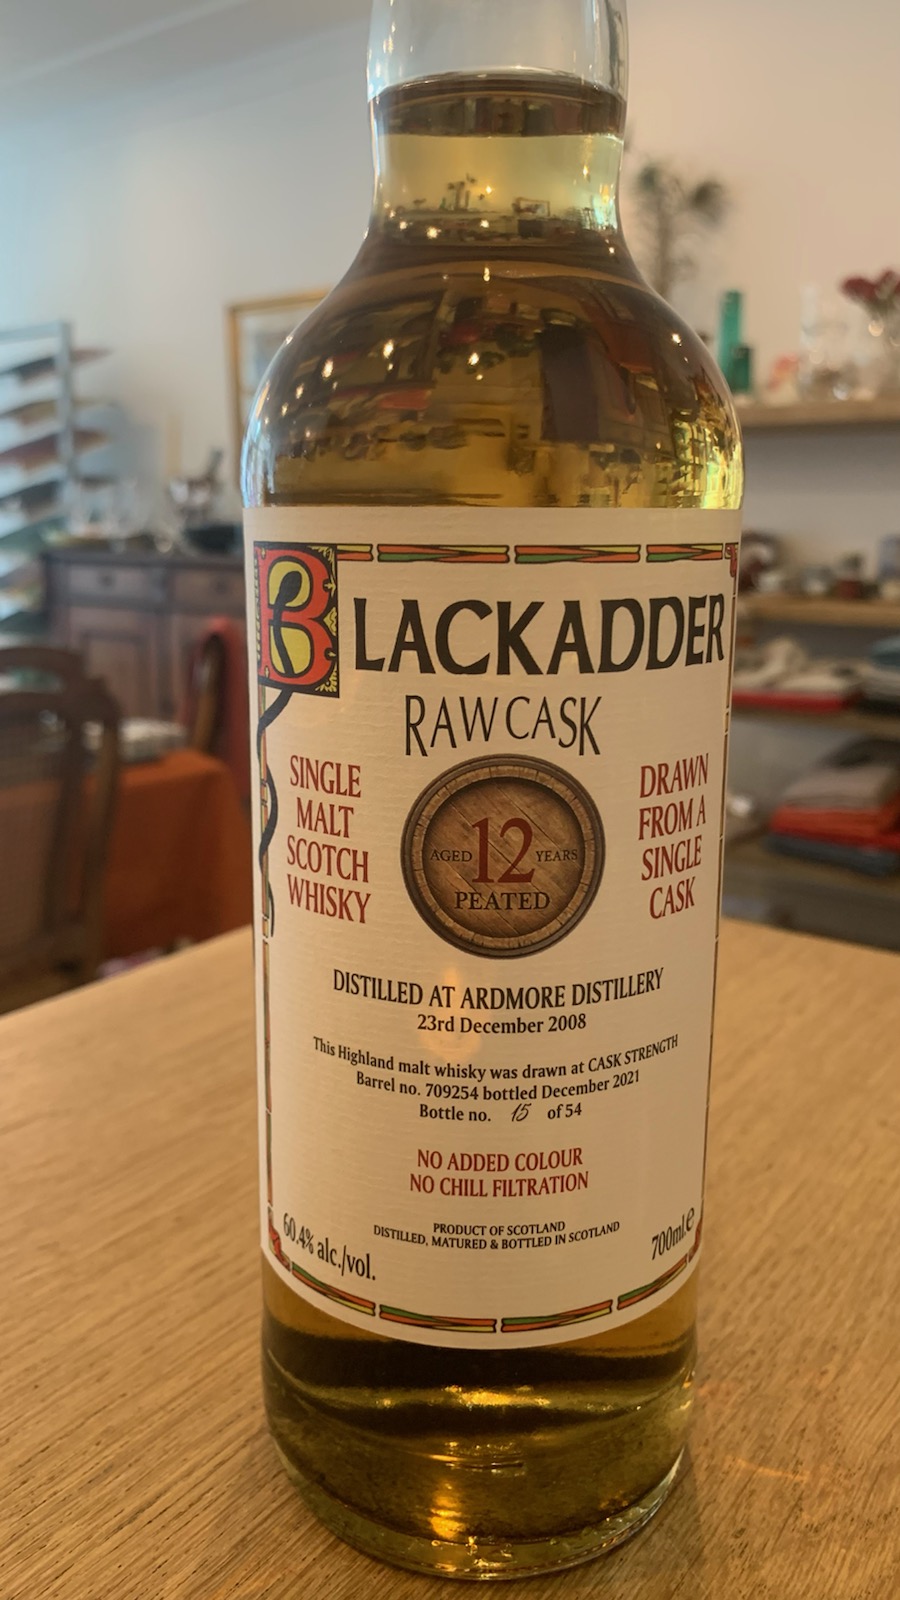 BLACKADDER
RAW CASK
SINGLE
MALT
SCOTCH
WHISKY
AGED 12 YEARS
PEATED
DRAWN
FROM A
SINGLE
CASK
DISTILLED AT ARDMORE DISTILLERY
23rd December 2008
This Highland malt whisky was drawn at CASK STRENGTH
Barrel no. 709254 bottled December 2021
Bottle no. 15 of 54
NO ADDED COLOUR
NO CHILL FILTRATION
PRODUCT OF SCOTLAND
DISTILLED, MATURED & BOTTLED IN SCOTLAND
60.4% alc./vol.
700ml.e